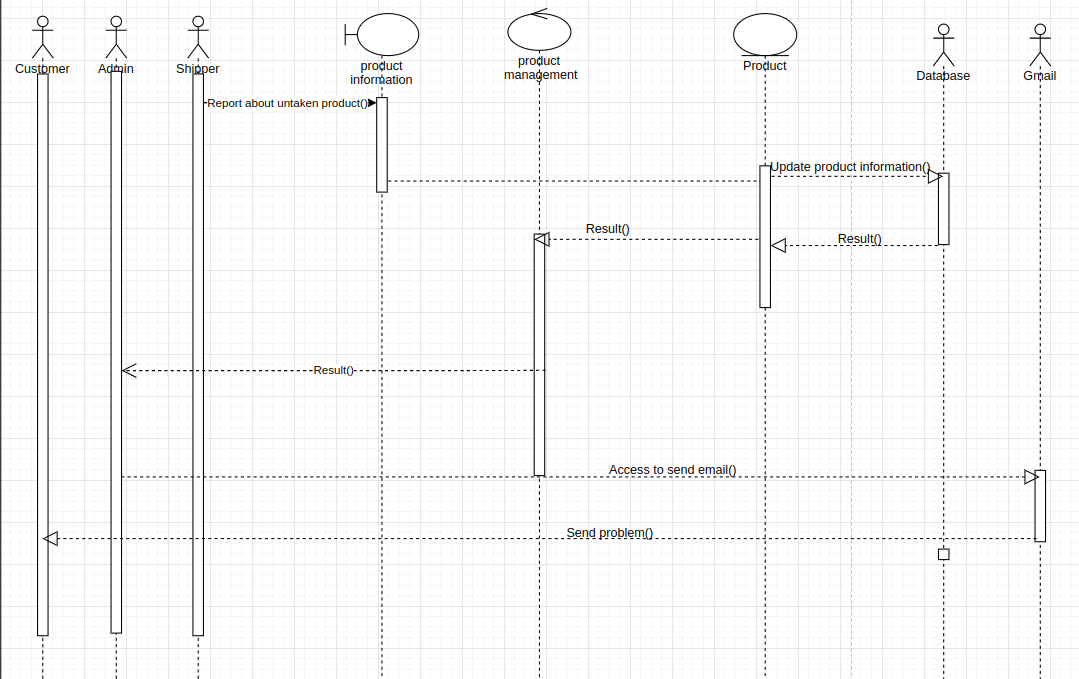 Customer
Admin
Shipper
product
information
product
management
Product
Database
Gmail
Report about untaken product()
Update product information()
Result()
Result()
Result()
Access to send email()
Send problem()